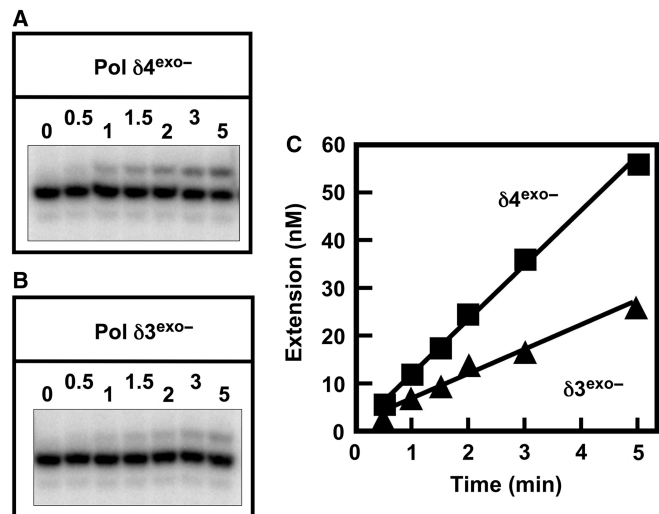 A
Pol δ4exo–
0 0.5 1 1.5 2 3 5
B
Pol δ3exo–
0 0.5 1 1.5 2 3 5
C
60
50
40
30
20
10
0
Extension (nM)
δ4exo–
δ3exo–
0 1 2 3 4 5
Time (min)